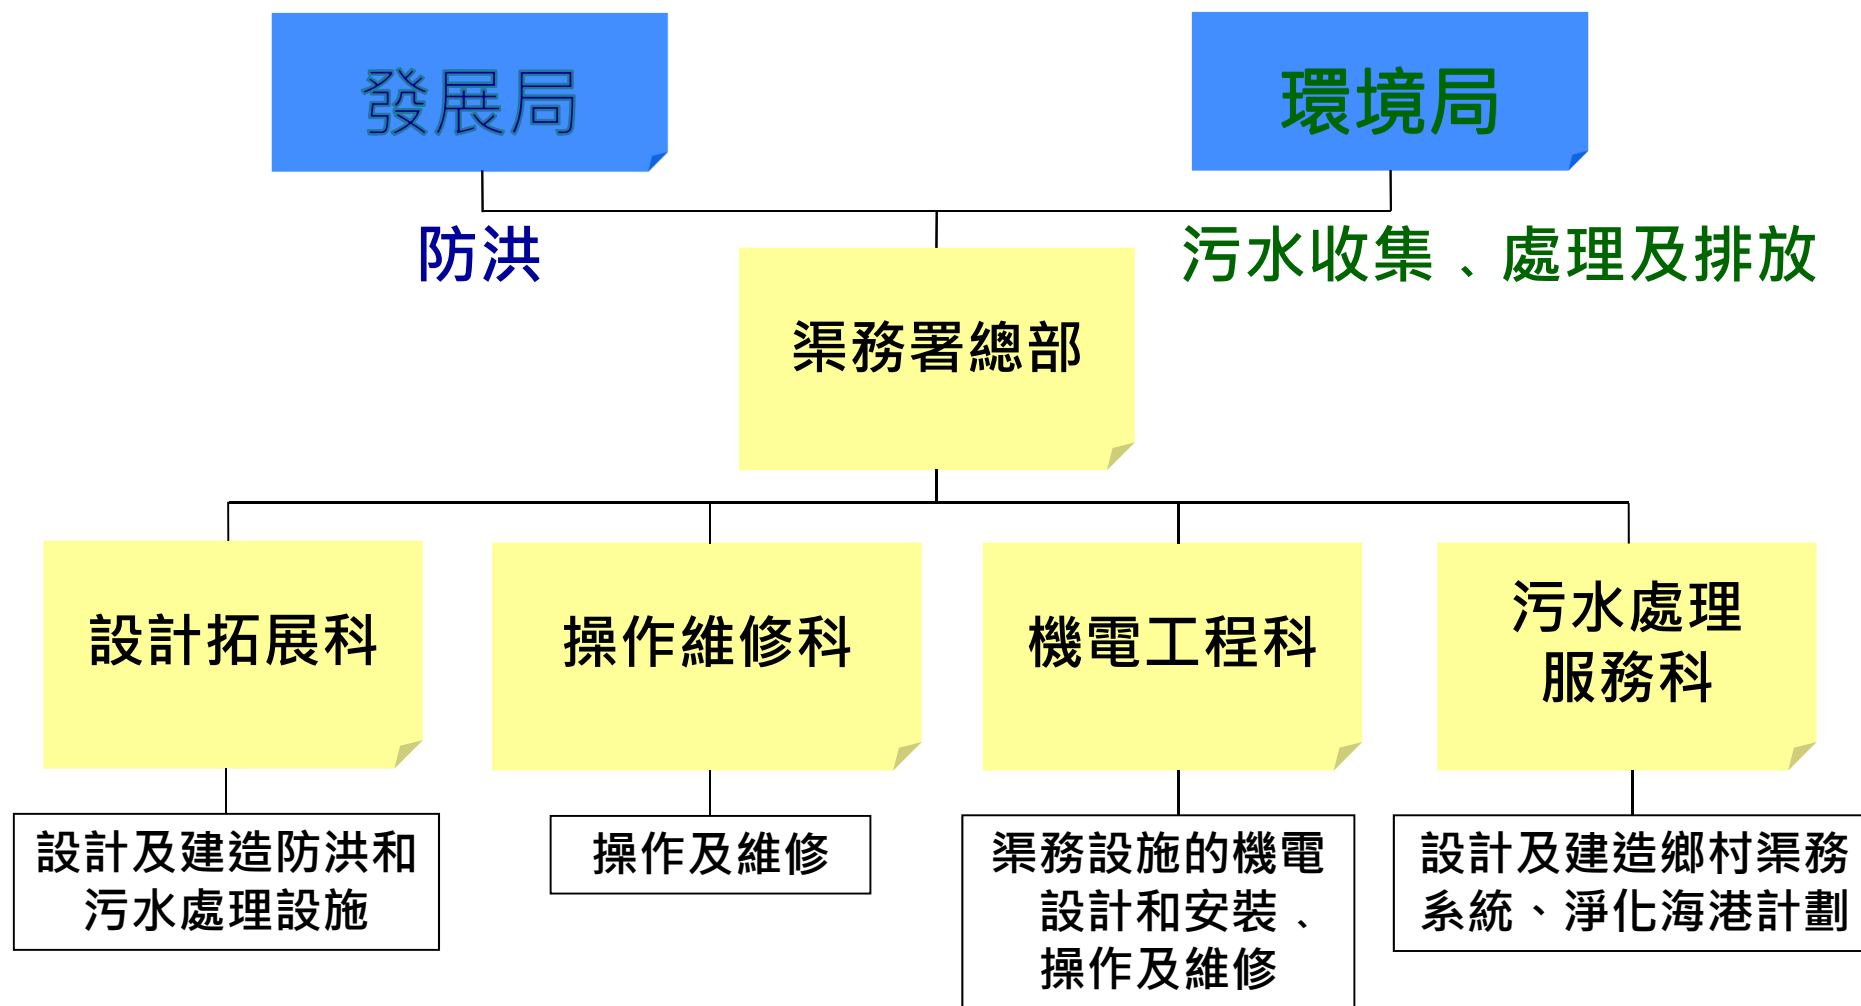 發展局
環境局
防洪
污水收集﹑處理及排放
渠務署總部
設計拓展科
操作維修科
機電工程科
污水處理
服務科
設計及建造防洪和
污水處理設施
操作及維修
渠務設施的機電
設計和安裝﹑
操作及維修
設計及建造鄉村渠務
系統、淨化海港計劃